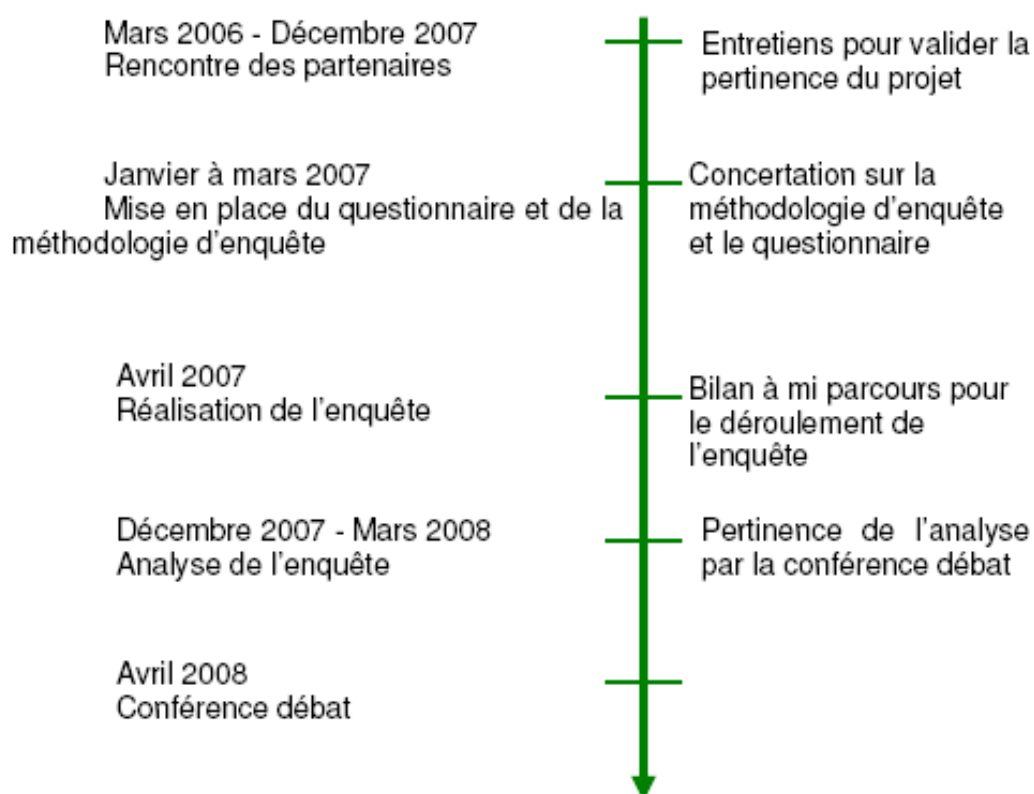 Mars 2006 - Décembre 2007
Rencontre des partenaires
Entretiens pour valider la
pertinence du projet
Janvier à mars 2007
Mise en place du questionnaire et de la
méthodologie d'enquête
Concertation sur la
méthodologie d'enquête
et le questionnaire
Avril 2007
Réalisation de l'enquête
Bilan à mi parcours pour
le déroulement de
l'enquête
Décembre 2007 - Mars 2008
Analyse de l'enquête
Pertinence de l'analyse
par la conférence débat
Avril 2008
Conférence débat